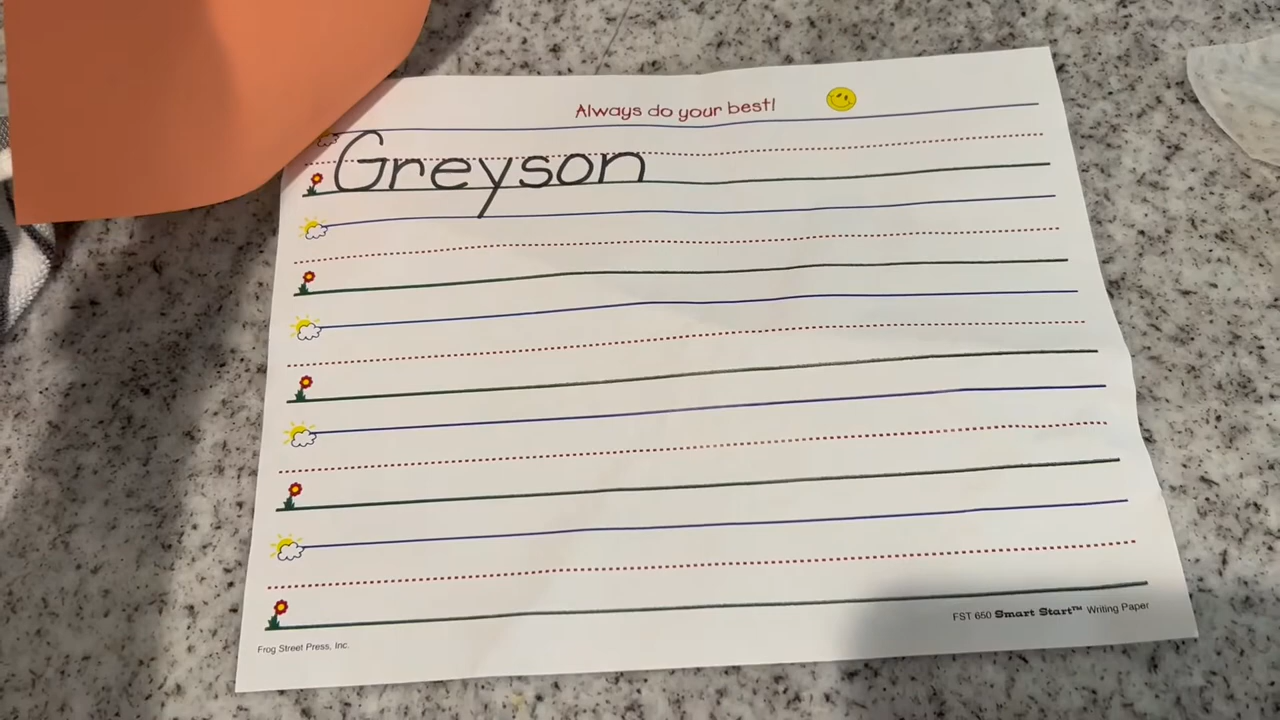 Always do your best!
Greyson
FST 650 Smart Start™ Writing Paper
Frog Street Press, Inc.